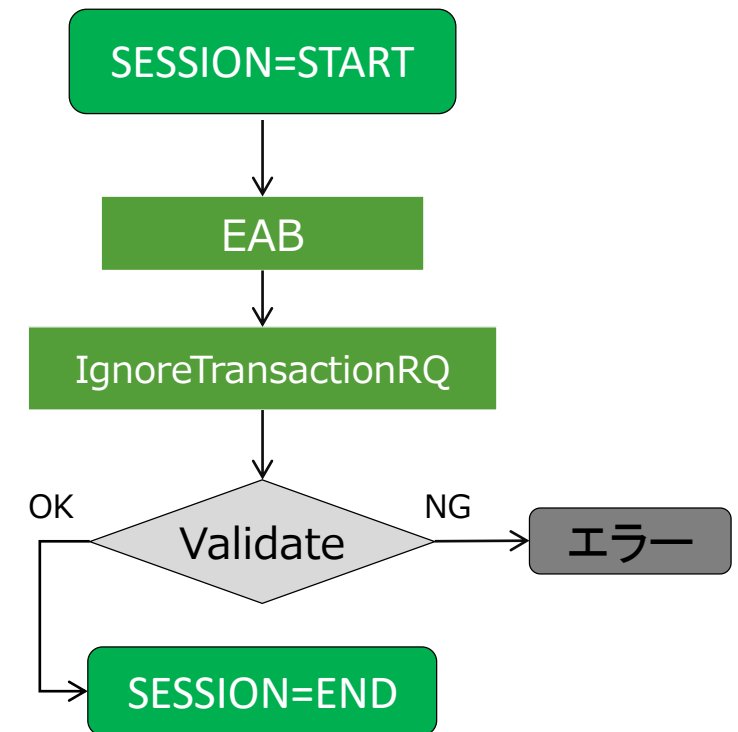 SESSION=START
EAB
IgnoreTransactionRQ
OK
NG
Validate
エラー
SESSION=END